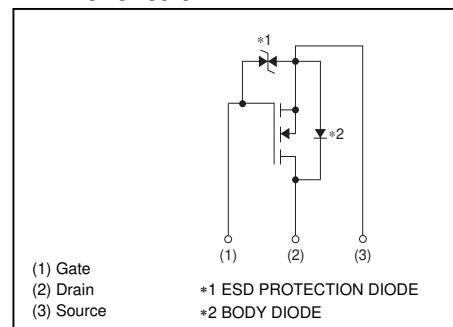 ∗1
∗2
(1) (2) (3)
(1) Gate
(2) Drain
(3) Source
∗1 ESD PROTECTION DIODE
∗2 BODY DIODE